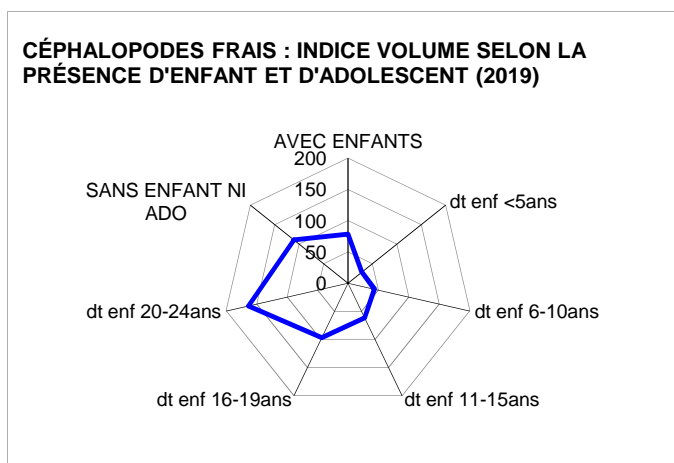 CÉPHALOPODES FRAIS : INDICE VOLUME SELON LA
PRÉSENCE D'ENFANT ET D'ADOLESCENT (2019)
AVEC ENFANTS
200
150
100
50
0
dt enf <5ans
dt enf 6-10ans
dt enf 11-15ans
dt enf 16-19ans
dt enf 20-24ans
SANS ENFANT NI
ADO